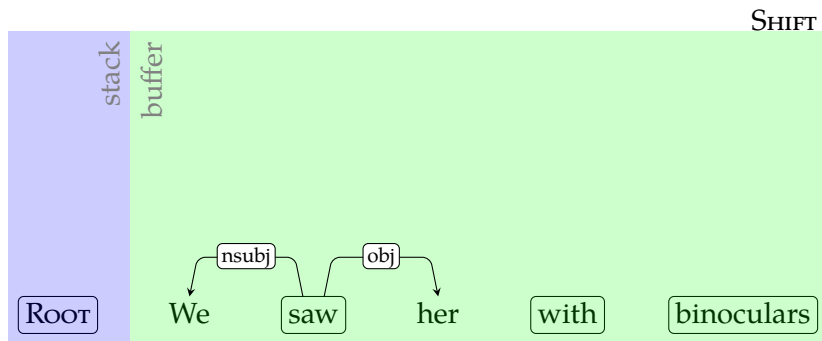 SHIFT
stack
buffer
nsubj obj
ROOT We saw her with binoculars